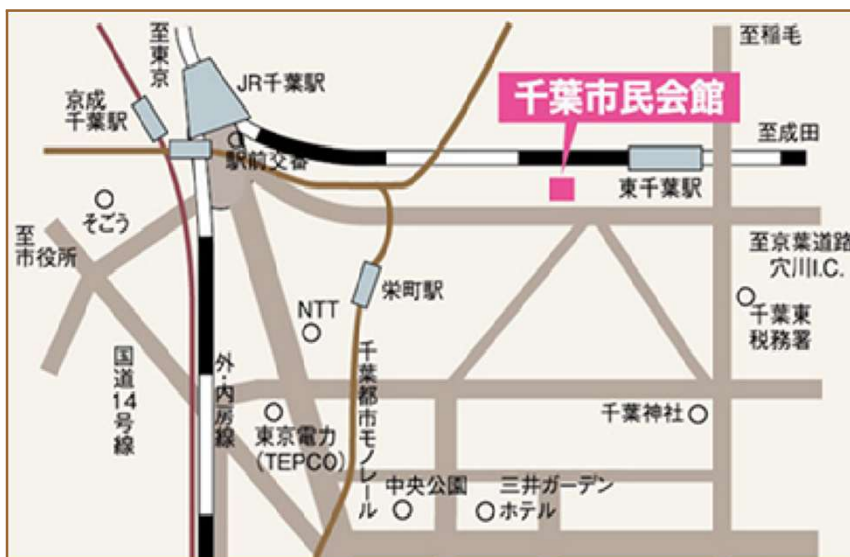 至東京
JR千葉駅
千葉市民会館
至稲毛
京成
千葉駅
至成田
駅前交番
東千葉駅
そごう
至
市役所
至京葉道路
穴川I.C.
栄町駅
NTT
千葉東
税務署
国道14号線
外・内房線
千葉都市モノレール
千葉神社
東京電力
(TEPCO)
中央公園
三井ガーデン
ホテル